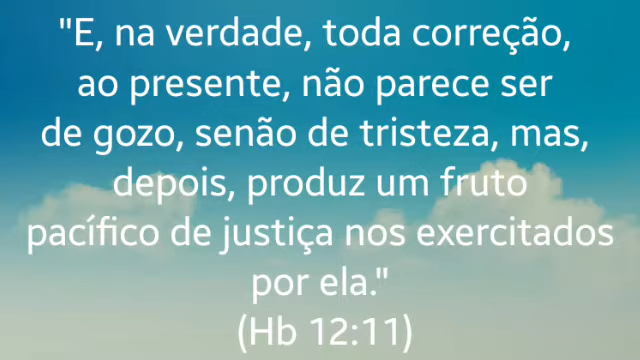 "E, na verdade, toda correção,
ao presente, não parece ser
de gozo, senão de tristeza, mas,
depois, produz um fruto
pacífico de justiça nos exercitados
por ela."
(Hb 12:11)